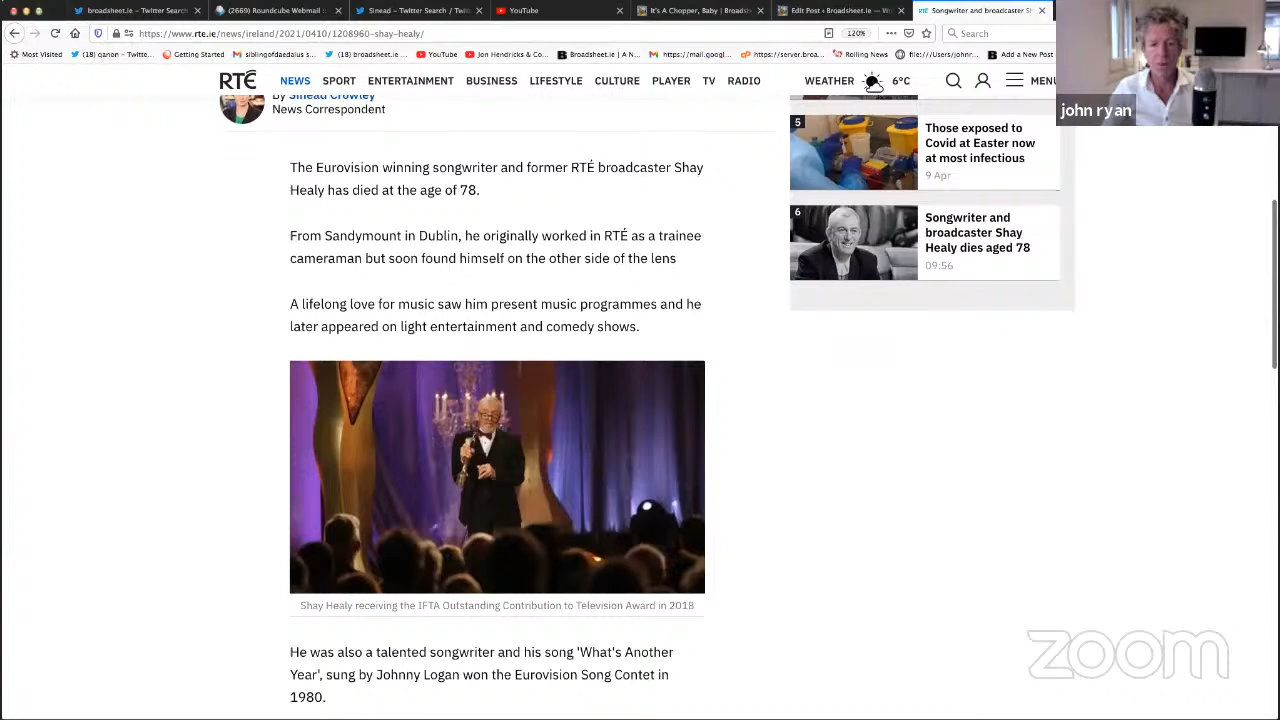 broadsheet.ie – Twitter Search
(2669) Roundcube Webmail ::
Sinead – Twitter Search / Twit
YouTube
It's A Chopper, Baby | Broadsh
Edit Post ‹ Broadsheet.ie — Wo
Songwriter and broadcaster Sh
https://www.rte.ie/news/ireland/2021/0410/1208960-shay-healy/
120%
Search
Most Visited
siblingofdaedilus@...
(18) broadsheet.ie...
YouTube
Jon Hendricks & Co...
Broadsheet.ie | A N...
https://mail.googl...
https://server.broa...
Rolling News
file:///Users/johnr...
Add a New Post
(18) qanon – Twitte...
Getting Started
RTÉ
NEWS SPORT ENTERTAINMENT BUSINESS LIFESTYLE CULTURE PLAYER TV RADIO
WEATHER 6°C
MENU
john ryan
By Sinéad Crowley
News Correspondent
The Eurovision winning songwriter and former RTÉ broadcaster Shay
Healy has died at the age of 78.
From Sandymount in Dublin, he originally worked in RTÉ as a trainee
cameraman but soon found himself on the other side of the lens
A lifelong love for music saw him present music programmes and he
later appeared on light entertainment and comedy shows.
Shay Healy receiving the IFTA Outstanding Contribution to Television Award in 2018
He was also a talented songwriter and his song 'What's Another
Year', sung by Johnny Logan won the Eurovision Song Contet in
1980.
5
Those exposed to
Covid at Easter now
at most infectious
9 Apr
6
Songwriter and
broadcaster Shay
Healy dies aged 78
09:56
zoom